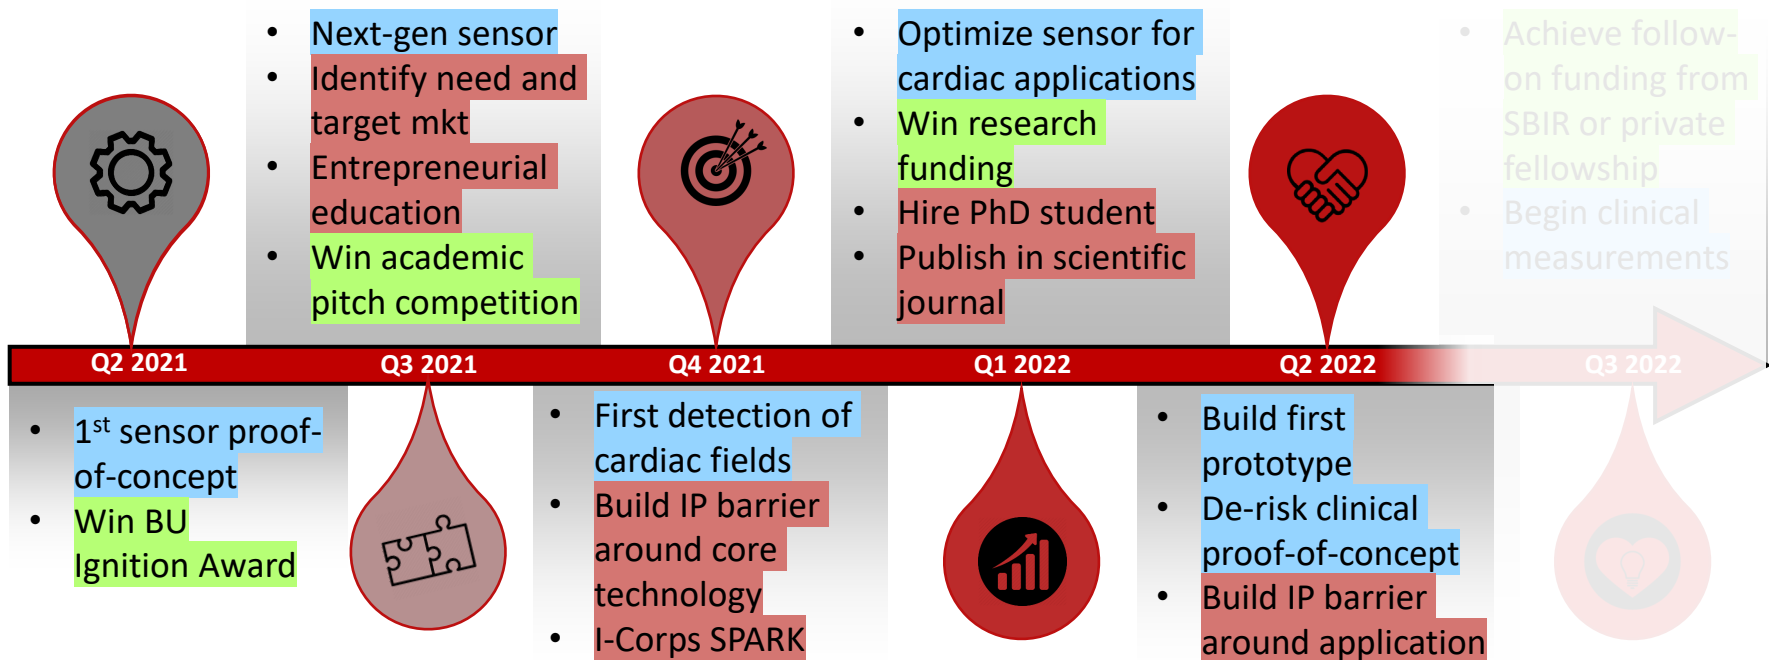 • Next-gen sensor
• Identify need and
target mkt
• Entrepreneurial
education
• Win academic
pitch competition
• Optimize sensor for
cardiac applications
• Win research
funding
• Hire PhD student
• Publish in scientific
journal
• Achieve follow-
on funding from
SBIR or private
fellowship
• Begin clinical
measurements
Q2 2021
Q3 2021
Q4 2021
Q1 2022
Q2 2022
Q3 2022
• 1st sensor proof-
of-concept
• Win BU
Ignition Award
• First detection of
cardiac fields
• Build IP barrier
around core
technology
• I-Corps SPARK
• Build first
prototype
• De-risk clinical
proof-of-concept
• Build IP barrier
around application